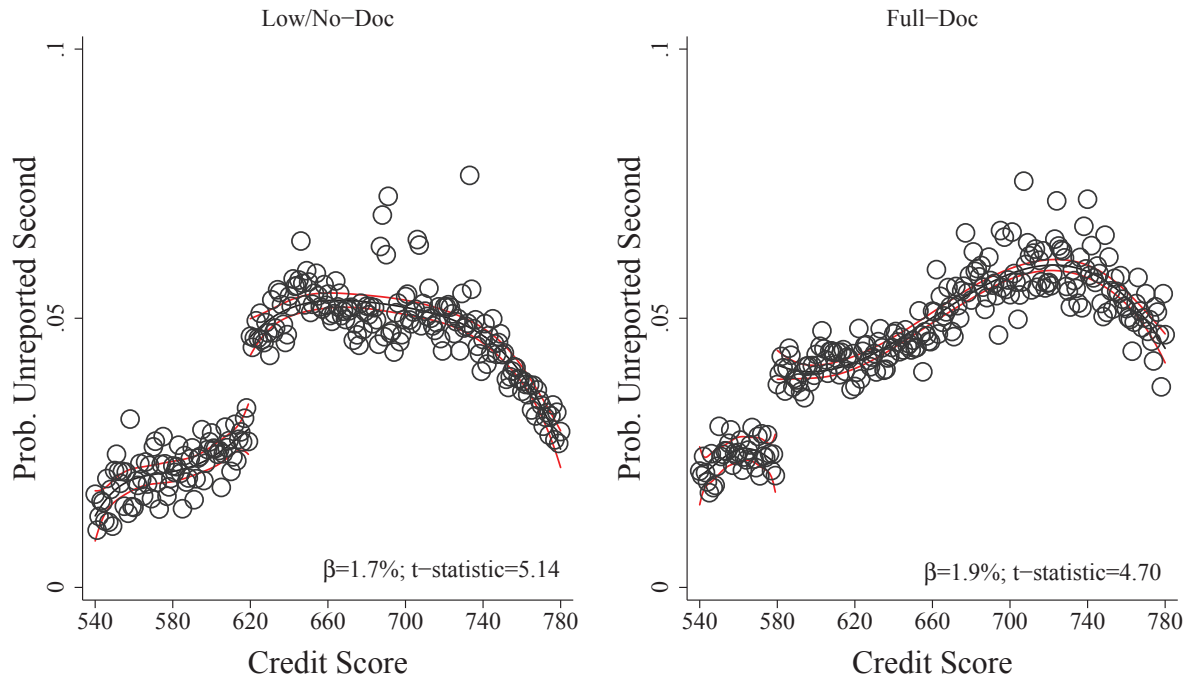 Low/No−Doc
Prob. Unreported Second
.1
.05
0
β=1.7%; t−statistic=5.14
540 580 620 660 700 740 780
Credit Score
Full−Doc
Prob. Unreported Second
.1
.05
0
β=1.9%; t−statistic=4.70
540 580 620 660 700 740 780
Credit Score